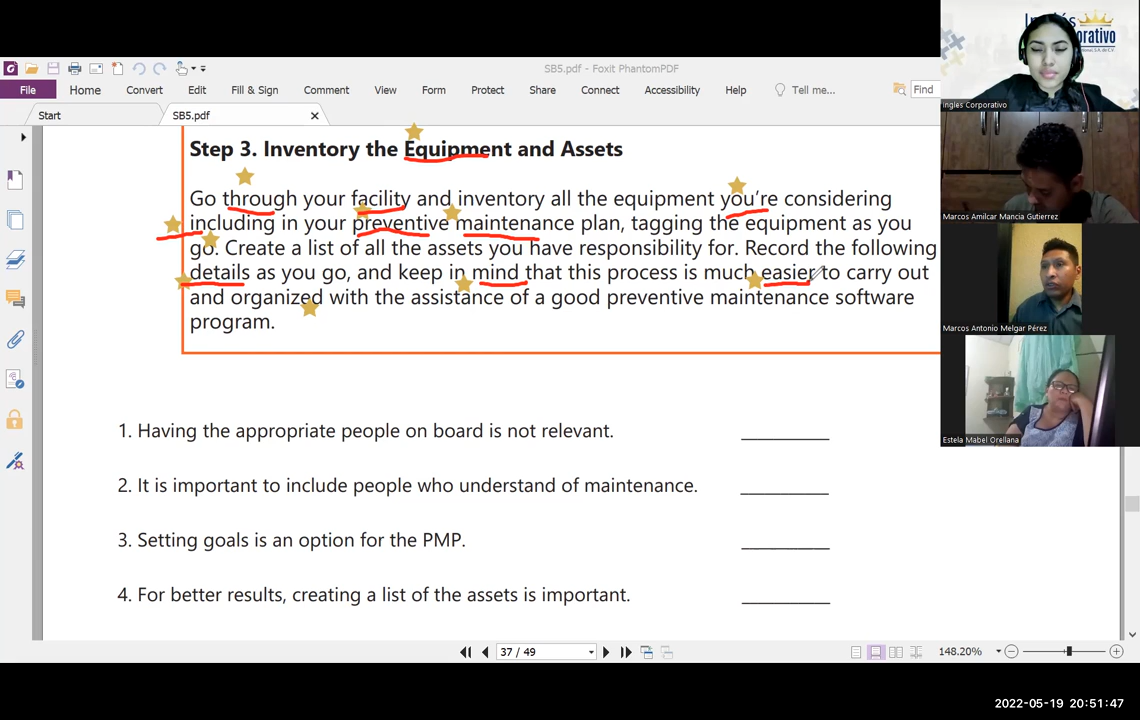 Inglés
Corporativo
SB5.pdf - Foxit PhantomPDF
File Home Convert Edit Fill & Sign Comment View Form Protect Share Connect Accessibility Help Tell me... Find
Ingles Corporativo
Start SB5.pdf
Step 3. Inventory the Equipment and Assets
Go through your facility and inventory all the equipment you're considering
including in your preventive maintenance plan, tagging the equipment as you
go. Create a list of all the assets you have responsibility for. Record the following
details as you go, and keep in mind that this process is much easier to carry out
and organized with the assistance of a good preventive maintenance software
program.
Marcos Amilcar Mancia Gutierrez
Marcos Antonio Melgar Pérez
Estela Mabel Orellana
1. Having the appropriate people on board is not relevant. __________
2. It is important to include people who understand of maintenance. __________
3. Setting goals is an option for the PMP. __________
4. For better results, creating a list of the assets is important. __________
37 / 49
148.20%
2022-05-19 20:51:47